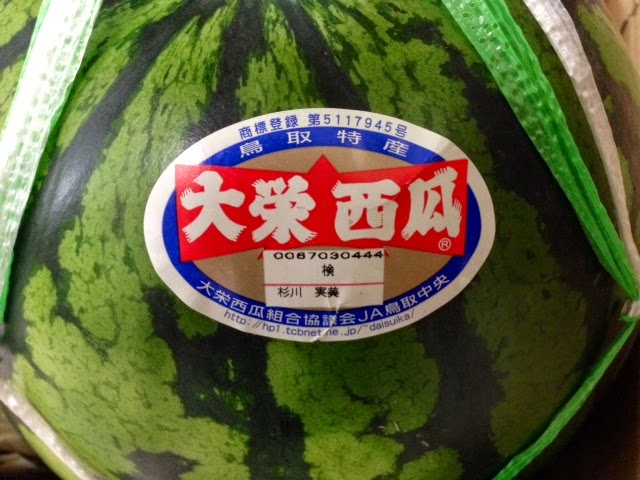 商標登録 第5117945号
鳥取特産
大栄西瓜®
0067030444
検
杉川 実美
大栄西瓜組合協議会JA鳥取中央
http://hp1.tcbnet.ne.jp/~daisuika/